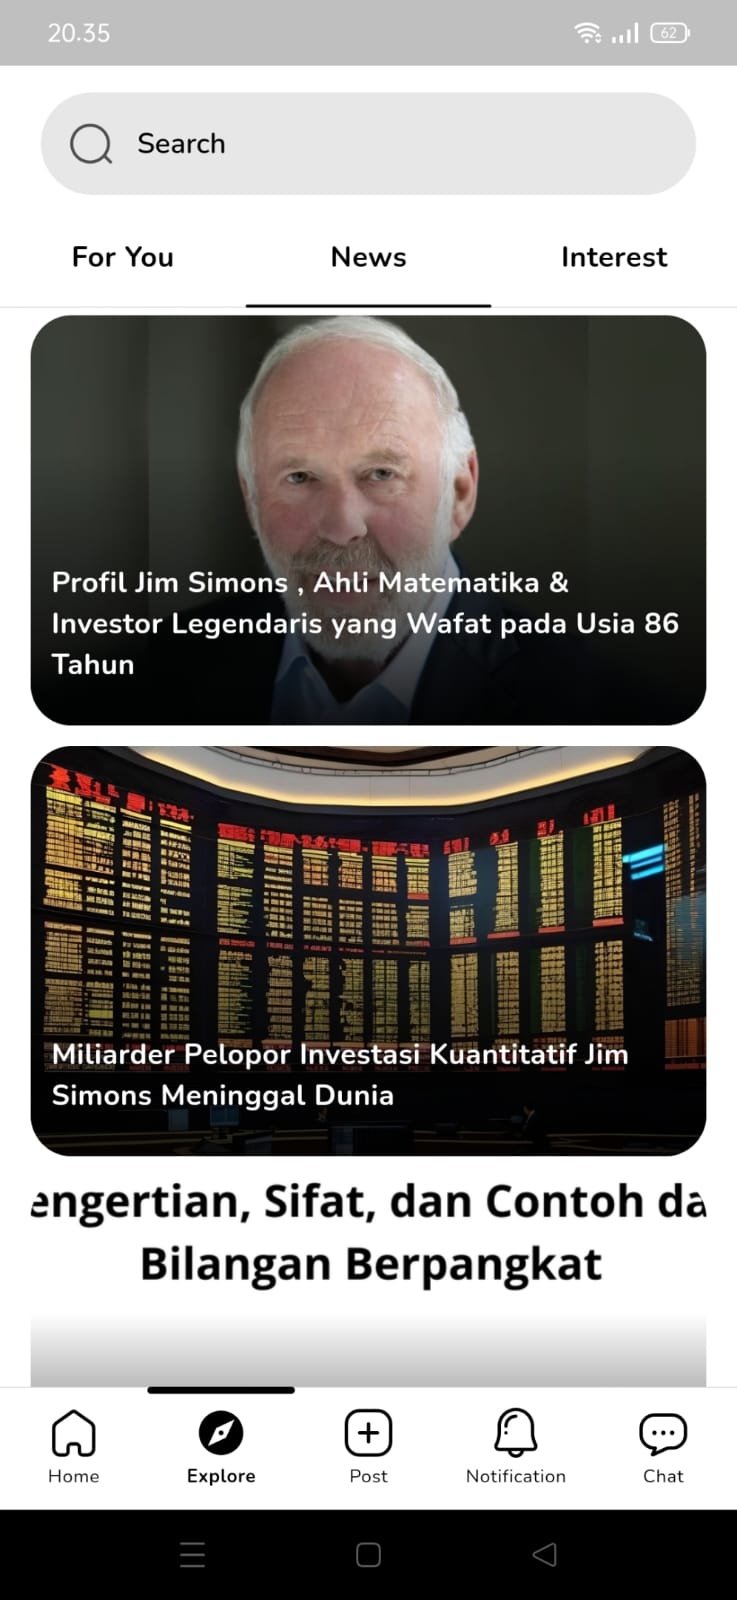 20.35
62
Search
For You
News
Interest
Profil Jim Simons , Ahli Matematika &
Investor Legendaris yang Wafat pada Usia 86
Tahun
Miliarder Pelopor Investasi Kuantitatif Jim
Simons Meninggal Dunia
engertian, Sifat, dan Contoh da
Bilangan Berpangkat
Home
Explore
Post
Notification
Chat